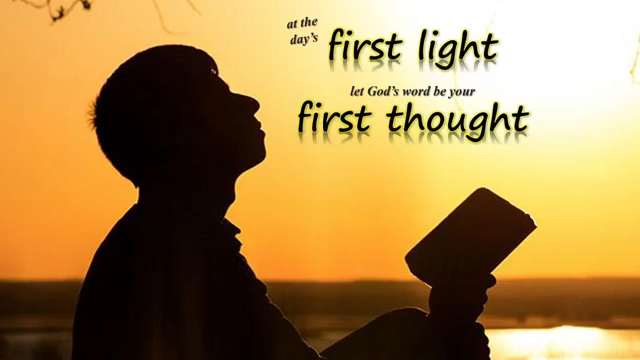 at the
day's
first light
let God's word be your
first thought